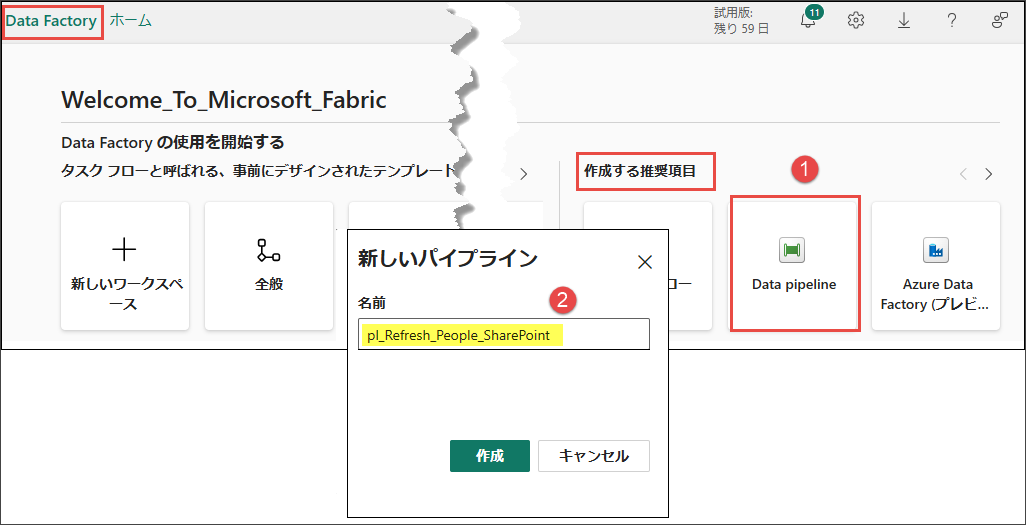 Data Factory ホーム
試用版:
残り 59 日
11
Welcome_To_Microsoft_Fabric
Data Factory の使用を開始する
タスク フローと呼ばれる、事前にデザインされたテンプレート
作成する推奨項目
1
新しいワークスペ
ース
全般
ロー
Data pipeline
Azure Data
Factory (プレビ...
新しいパイプライン
名前
2
pl_Refresh_People_SharePoint
作成
キャンセル